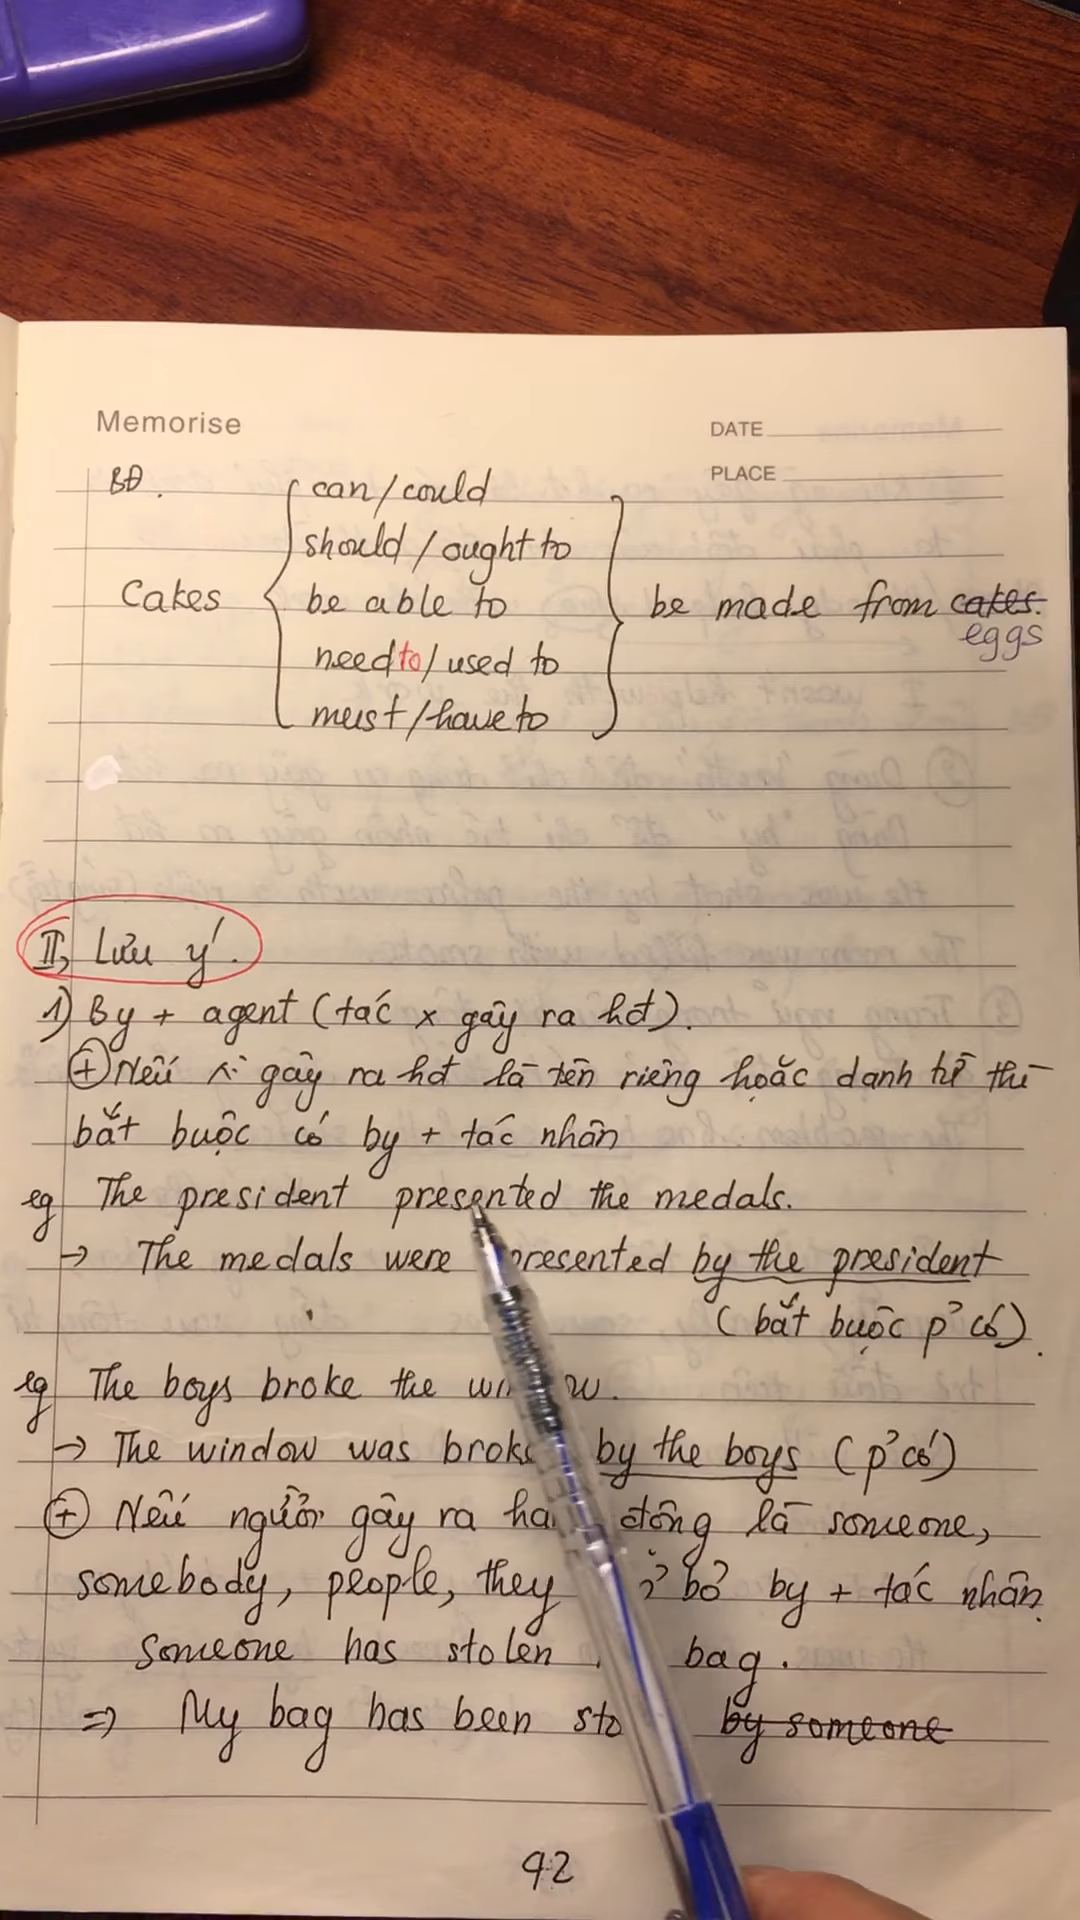 Memorise
DATE
PLACE
BĐ.
can/could
should/ought to
Cakes be able to be made from cakes.
eggs
need to/used to
must/have to
II, Lưu ý.
1) By + agent (tác x gây ra hđ).
+ Nếu x gây ra hđ là tên riêng hoặc danh từ thì
bắt buộc có by + tác nhân
eg The president presented the medals.
→ The medals were presented by the president
(bắt buộc p² có).
eg The boys broke the
→ The window was by the boys (p² có)
+ Nếu người gây ra động là someone,
somebody, people, they bỏ by + tác nhân.
Someone has stolen bag.
⇒ My bag has been by someone
92